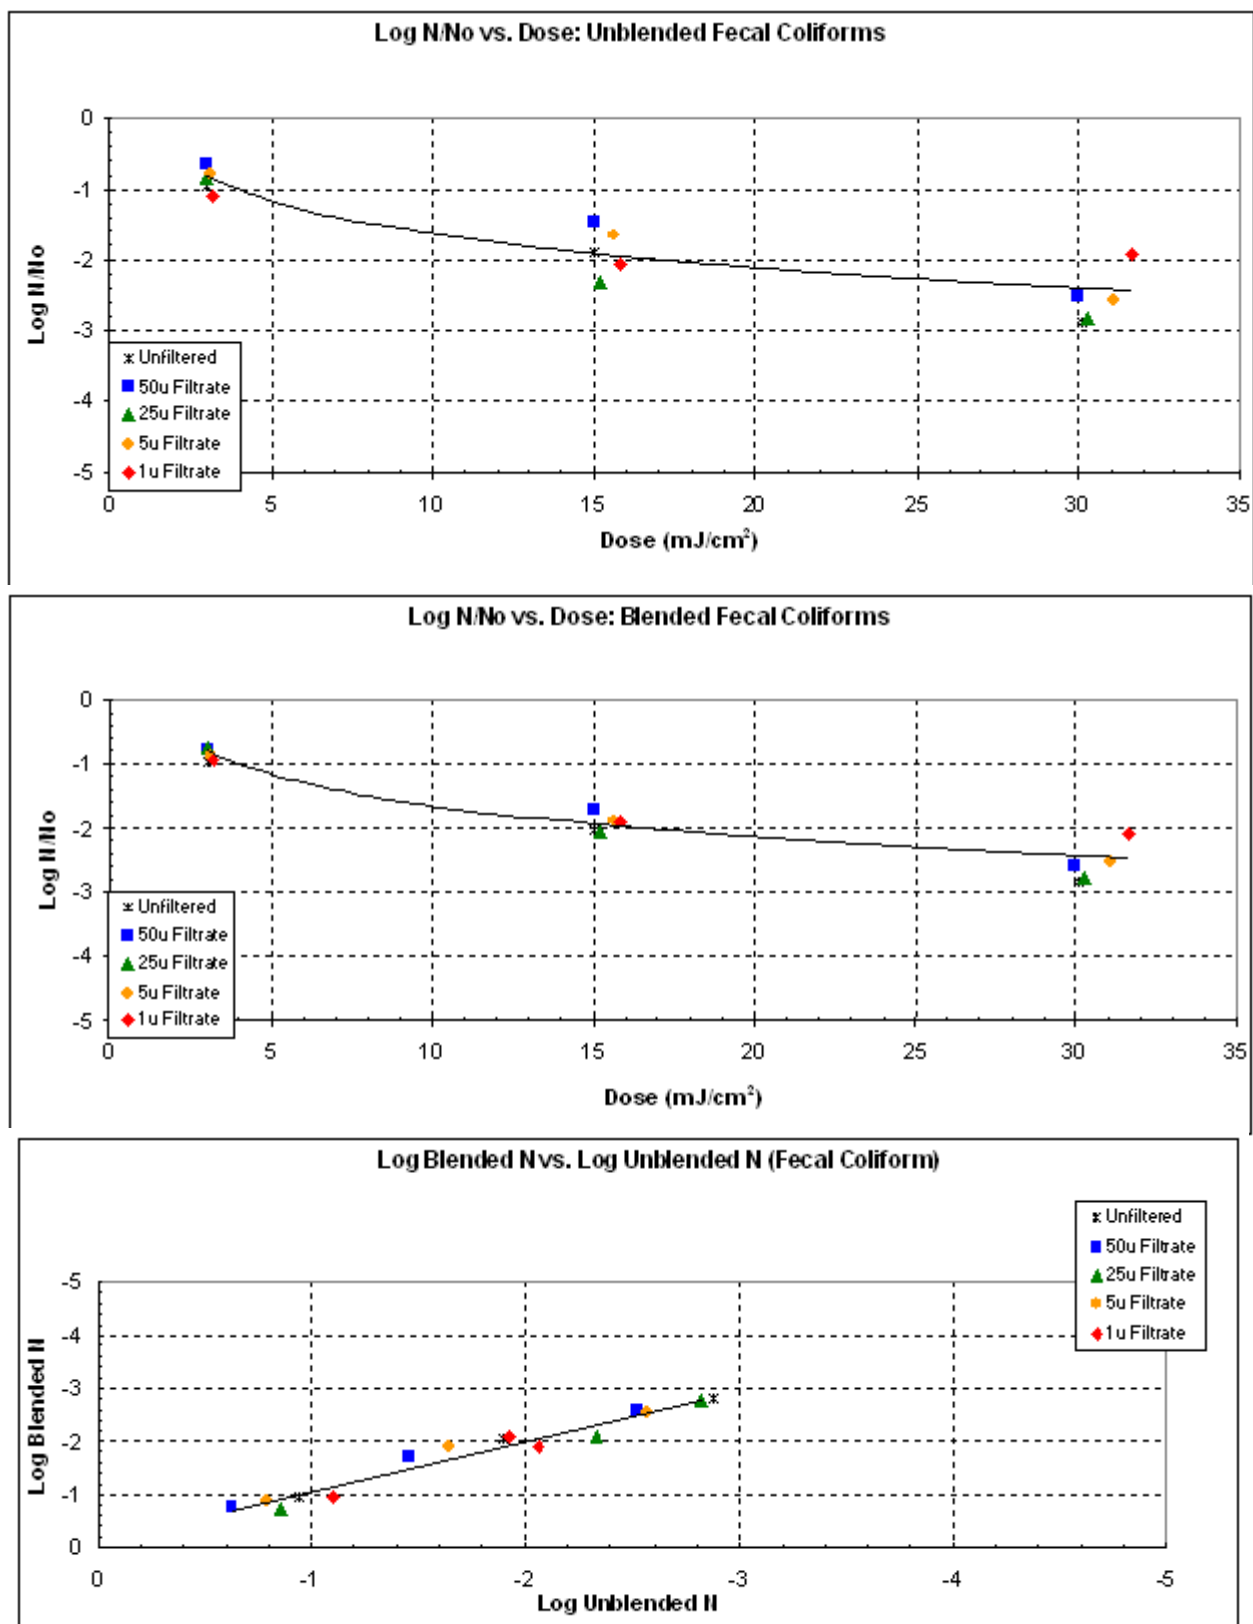 Log N/No vs. Dose: Unblended Fecal Coliforms
0
-1
-2
-3
-4
-5
Log N/No
Unfiltered
50u Filtrate
25u Filtrate
5u Filtrate
1u Filtrate
0 5 10 15 20 25 30 35
Dose (mJ/cm²)
Log N/No vs. Dose: Blended Fecal Coliforms
0
-1
-2
-3
-4
-5
Log N/No
Unfiltered
50u Filtrate
25u Filtrate
5u Filtrate
1u Filtrate
0 5 10 15 20 25 30 35
Dose (mJ/cm²)
Log Blended N vs. Log Unblended N (Fecal Coliform)
Unfiltered
50u Filtrate
25u Filtrate
5u Filtrate
1u Filtrate
-5
-4
-3
-2
-1
0
Log Blended N
0 -1 -2 -3 -4 -5
Log Unblended N